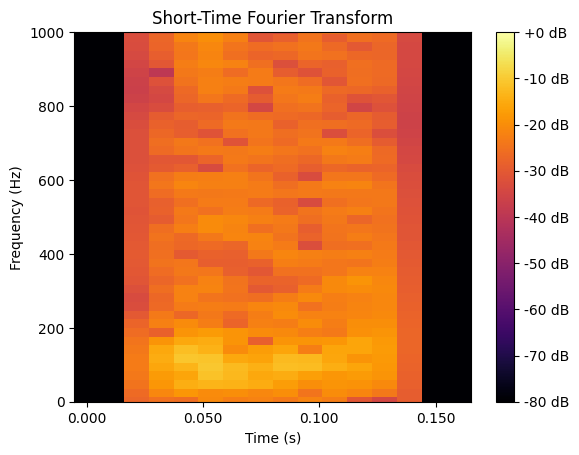 Short-Time Fourier Transform
1000
800
600
400
200
0
Frequency (Hz)
0.000
0.050
0.100
0.150
Time (s)
+0 dB
-10 dB
-20 dB
-30 dB
-40 dB
-50 dB
-60 dB
-70 dB
-80 dB